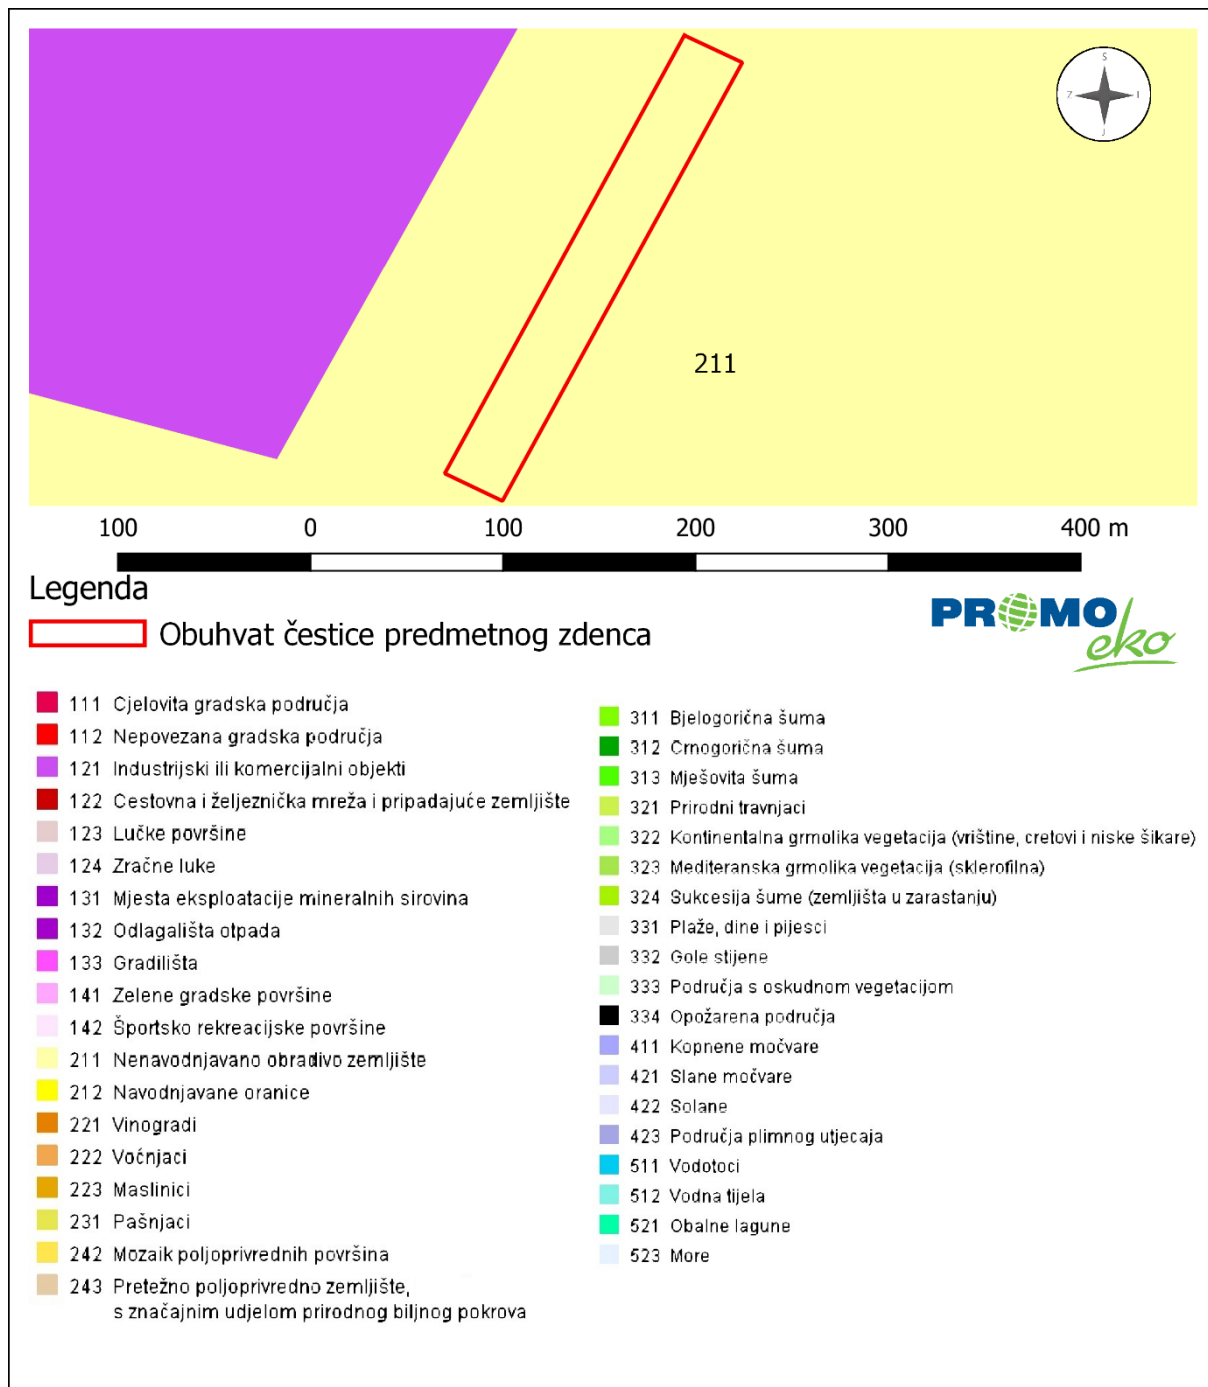 S
Z
I
J
211
100 0 100 200 300 400 m
Legenda
Obuhvat čestice predmetnog zdenca
PROMO
eko
111 Cjelovita gradska područja
112 Nepovezana gradska područja
121 Industrijski ili komercijalni objekti
122 Cestovna i željeznička mreža i pripadajuće zemljište
123 Lučke površine
124 Zračne luke
131 Mjesta eksploatacije mineralnih sirovina
132 Odlagališta otpada
133 Gradilišta
141 Zelene gradske površine
142 Športsko rekreacijske površine
211 Nenavodnjavano obradivo zemljište
212 Navodnjavane oranice
221 Vinogradi
222 Voćnjaci
223 Maslinici
231 Pašnjaci
242 Mozaik poljoprivrednih površina
243 Pretežno poljoprivredno zemljište,
s značajnim udjelom prirodnog biljnog pokrova
311 Bjelogorična šuma
312 Crnogorična šuma
313 Mješovita šuma
321 Prirodni travnjaci
322 Kontinentalna grmolika vegetacija (vrištine, cretovi i niske šikare)
323 Mediteranska grmolika vegetacija (sklerofilna)
324 Sukcesija šume (zemljišta u zarastanju)
331 Plaže, dine i pijesci
332 Gole stijene
333 Područja s oskudnom vegetacijom
334 Opožarena područja
411 Kopnene močvare
421 Slane močvare
422 Solane
423 Područja plimnog utjecaja
511 Vodotoci
512 Vodna tijela
521 Obalne lagune
523 More